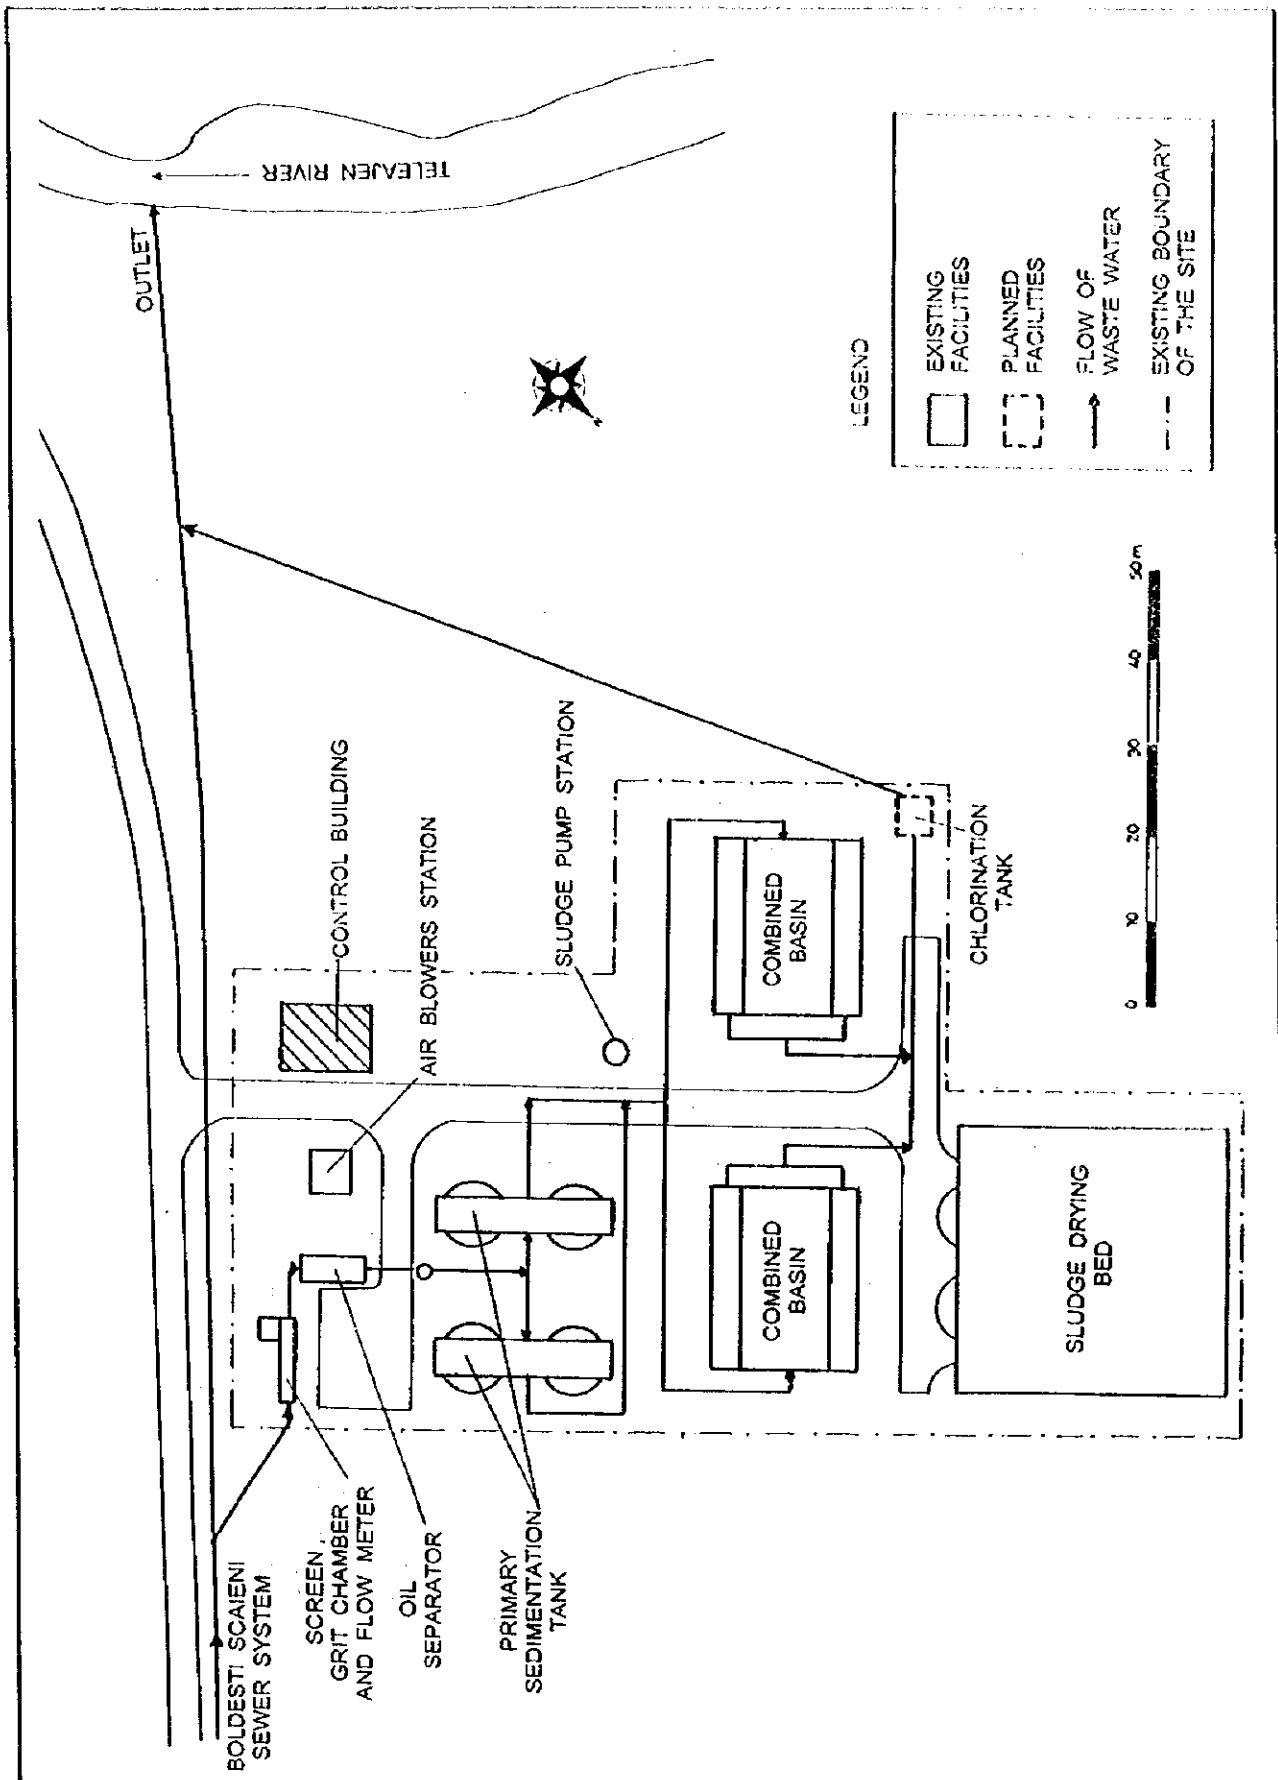 TELEAJEN RIVER
OUTLET
CONTROL BUILDING
AIR BLOWERS STATION
SLUDGE PUMP STATION
BOLDESTI SCAIENI
SEWER SYSTEM
SCREEN,
GRIT CHAMBER
AND FLOW METER
OIL
SEPARATOR
PRIMARY
SEDIMENTATION
TANK
COMBINED
BASIN
COMBINED
BASIN
CHLORINATION
TANK
SLUDGE DRYING
BED
LEGEND
EXISTING
FACILITIES
PLANNED
FACILITIES
FLOW OF
WASTE WATER
EXISTING BOUNDARY
OF THE SITE
0 10 20 30 40 50m
N